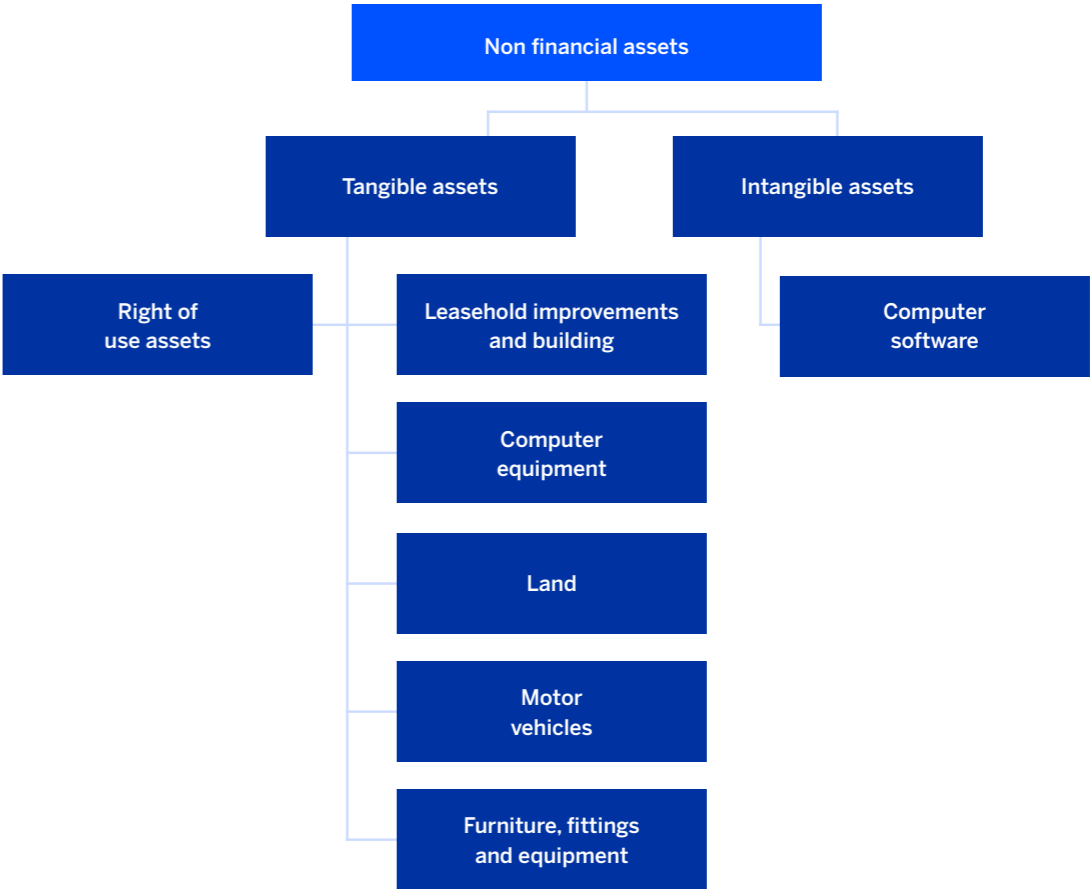 Non financial assets
Tangible assets
Intangible assets
Right of
use assets
Leasehold improvements
and building
Computer
software
Computer
equipment
Land
Motor
vehicles
Furniture, fittings
and equipment